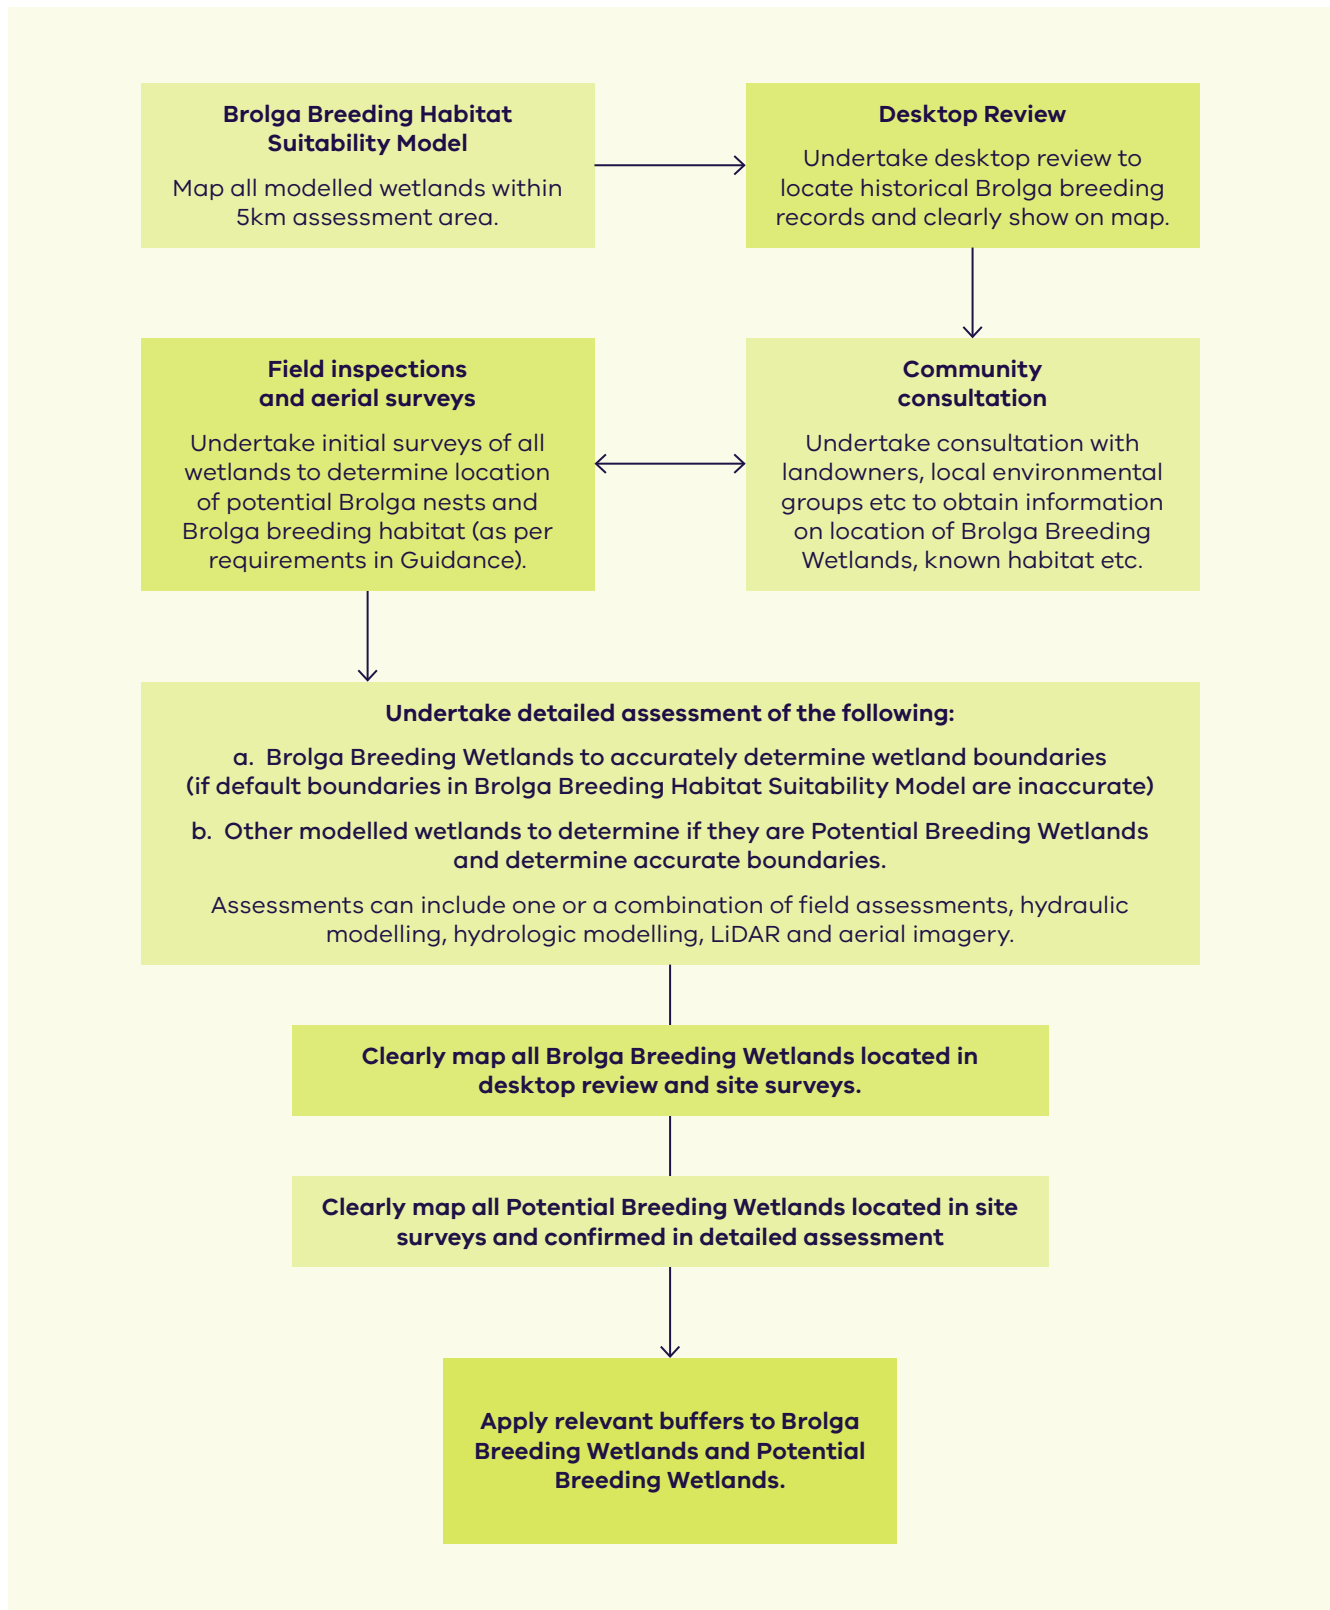 Brolga Breeding Habitat
Suitability Model
Map all modelled wetlands within
5km assessment area.
Desktop Review
Undertake desktop review to
locate historical Brolga breeding
records and clearly show on map.
Field inspections
and aerial surveys
Undertake initial surveys of all
wetlands to determine location
of potential Brolga nests and
Brolga breeding habitat (as per
requirements in Guidance).
Community
consultation
Undertake consultation with
landowners, local environmental
groups etc to obtain information
on location of Brolga Breeding
Wetlands, known habitat etc.
Undertake detailed assessment of the following:
a. Brolga Breeding Wetlands to accurately determine wetland boundaries
(if default boundaries in Brolga Breeding Habitat Suitability Model are inaccurate)
b. Other modelled wetlands to determine if they are Potential Breeding Wetlands
and determine accurate boundaries.
Assessments can include one or a combination of field assessments, hydraulic
modelling, hydrologic modelling, LiDAR and aerial imagery.
Clearly map all Brolga Breeding Wetlands located in
desktop review and site surveys.
Clearly map all Potential Breeding Wetlands located in site
surveys and confirmed in detailed assessment
Apply relevant buffers to Brolga
Breeding Wetlands and Potential
Breeding Wetlands.